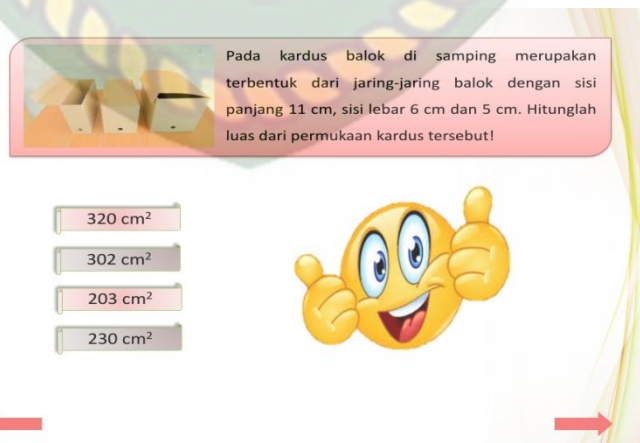 Pada kardus balok di samping merupakan
terbentuk dari jaring-jaring balok dengan sisi
panjang 11 cm, sisi lebar 6 cm dan 5 cm. Hitunglah
luas dari permukaan kardus tersebut!
320 cm²
302 cm²
203 cm²
230 cm²